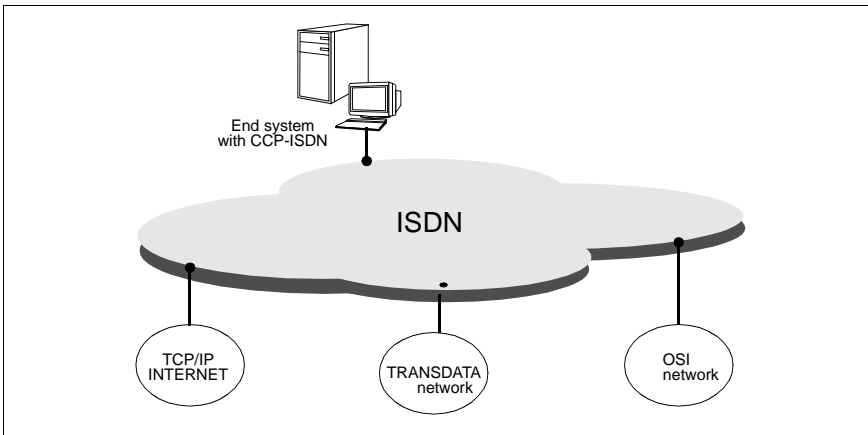 End system
with CCP-ISDN
ISDN
TCP/IP
INTERNET
TRANSDATA
network
OSI
network